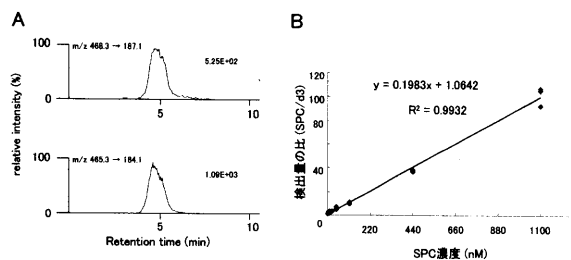 A
relative intensity (%)
100
m/z 468.3 → 187.1
5.25E+02
0
5
10
100
m/z 465.3 → 184.1
1.09E+03
0
5
10
Retention time (min)
B
検出量の比 (SPC/d3)
120
100
80
40
0
y = 0.1983x + 1.0642
R² = 0.9932
220
440
660
880
1100
SPC濃度 (nM)